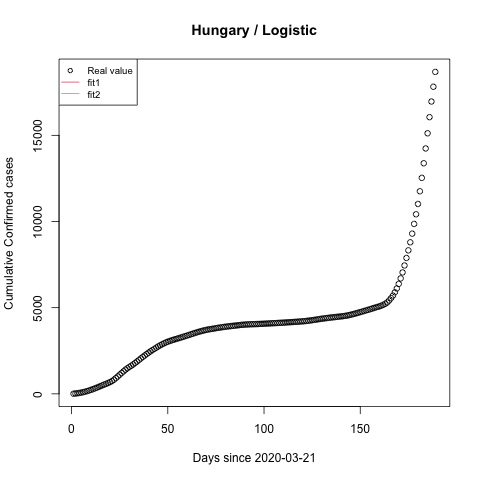 Hungary / Logistic
Real value
fit1
fit2
Cumulative Confirmed cases
15000
10000
5000
0
0 50 100 150
Days since 2020-03-21